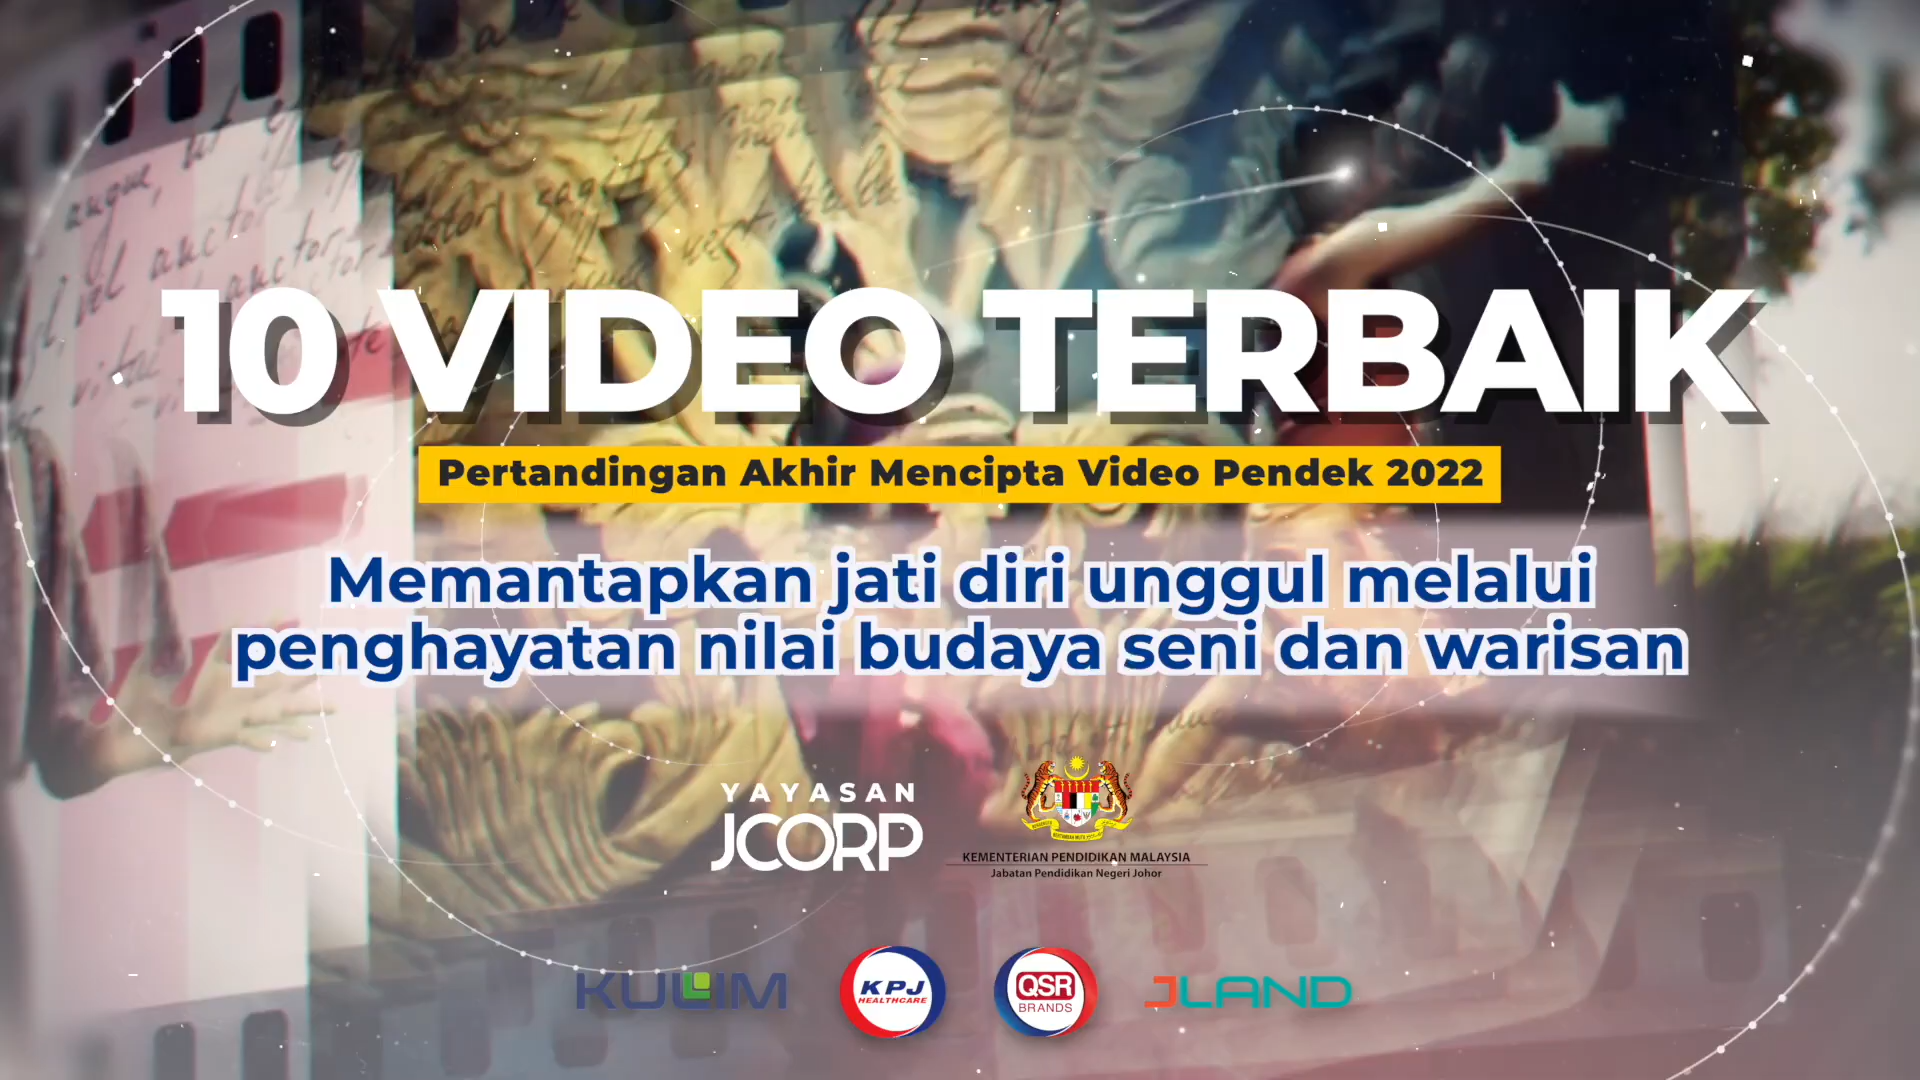 10 VIDEO TERBAIK
Pertandingan Akhir Mencipta Video Pendek 2022
Memantapkan jati diri unggul melalui
penghayatan nilai budaya seni dan warisan
YAYASAN
JCORP
KEMENTERIAN PENDIDIKAN MALAYSIA
Jabatan Pendidikan Negeri Johor
KULIM
KPJ
HEALTHCARE
QSR
BRANDS
JLAND